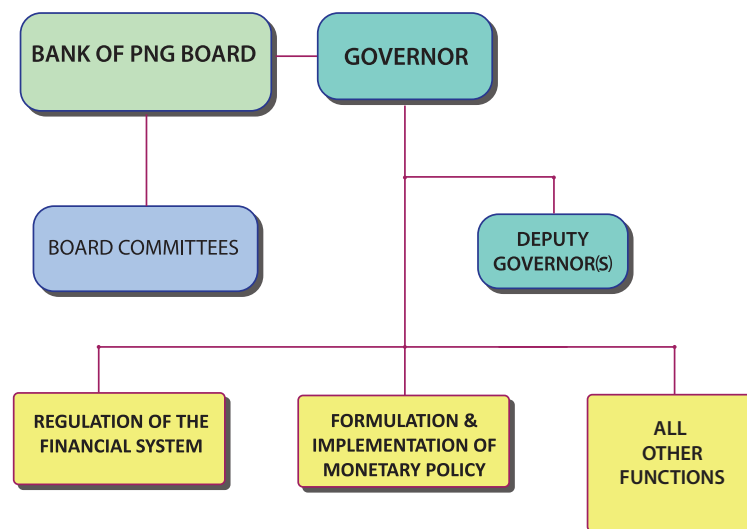 BANK OF PNG BOARD
GOVERNOR
BOARD COMMITTEES
DEPUTY
GOVERNOR(S)
REGULATION OF THE
FINANCIAL SYSTEM
FORMULATION &
IMPLEMENTATION OF
MONETARY POLICY
ALL
OTHER
FUNCTIONS